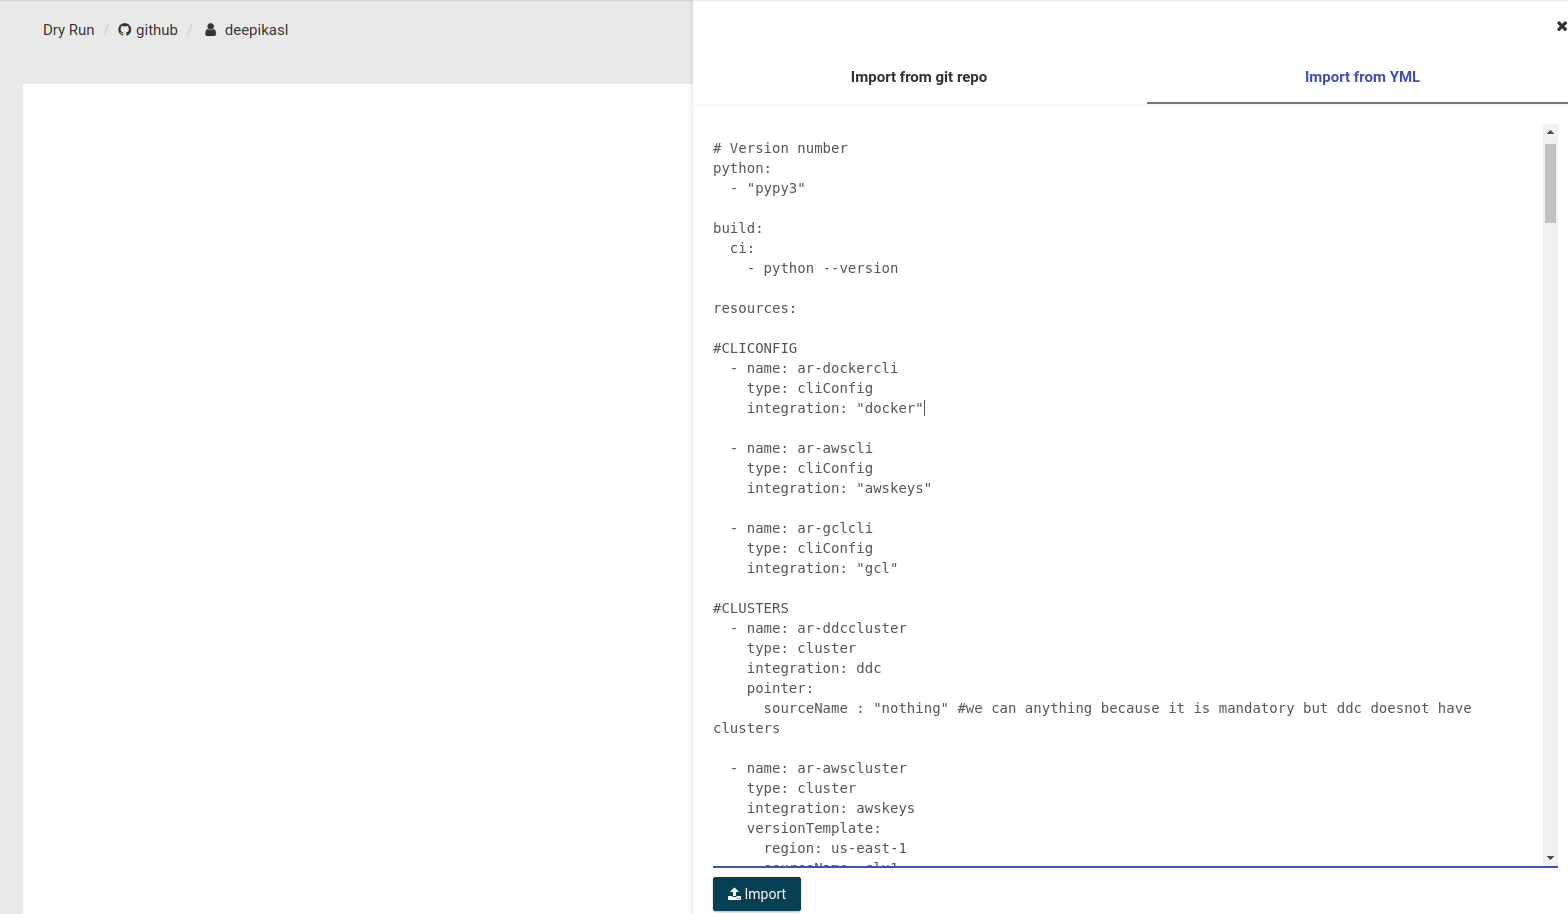 Dry Run / github / deepikasl
Import from git repo
Import from YML
# Version number
python:
  - "pypy3"
build:
  ci:
    - python --version
resources:
#CLICONFIG
  - name: ar-dockercli
    type: cliConfig
    integration: "docker"
  - name: ar-awscli
    type: cliConfig
    integration: "awskeys"
  - name: ar-gclcli
    type: cliConfig
    integration: "gcl"
#CLUSTERS
  - name: ar-ddccluster
    type: cluster
    integration: ddc
    pointer:
      sourceName : "nothing" #we can anything because it is mandatory but ddc doesnot have
clusters
  - name: ar-awscluster
    type: cluster
    integration: awskeys
    versionTemplate:
      region: us-east-1
Import